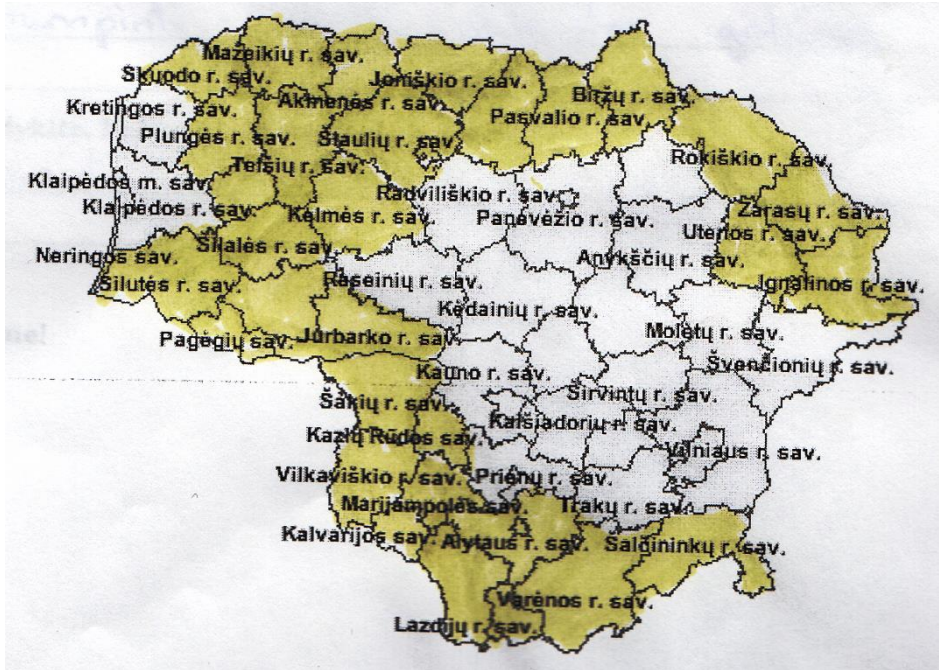 Mažeikių r. sav.
Skuodo r. sav.
Joniškio r. sav.
Akmenės r. sav.
Biržų r. sav.
Kretingos r. sav.
Pasvalio r. sav.
Plungės r. sav.
Šiaulių r. sav.
Telšių r. sav.
Rokiškio r. sav.
Klaipėdos m. sav.
Radviliškio r. sav.
Klaipėdos r. sav.
Kelmės r. sav.
Panevėžio r. sav.
Zarasų r. sav.
Utenos r. sav.
Šilalės r. sav.
Neringos sav.
Anykščių r. sav.
Šilutės r. sav.
Raseinių r. sav.
Ignalinos r. sav.
Kėdainių r. sav.
Pagėgių sav.
Jurbarko r. sav.
Molėtų r. sav.
Švenčionių r. sav.
Kauno r. sav.
Širvintų r. sav.
Šakių r. sav.
Kaišiadorių r. sav.
Kazlų Rūdos sav.
Vilniaus r. sav.
Vilkaviškio r. sav.
Prienų r. sav.
Marijampolės sav.
Trakų r. sav.
Kalvarijos sav.
Alytaus r. sav.
Šalčininkų r. sav.
Varėnos r. sav.
Lazdijų r. sav.